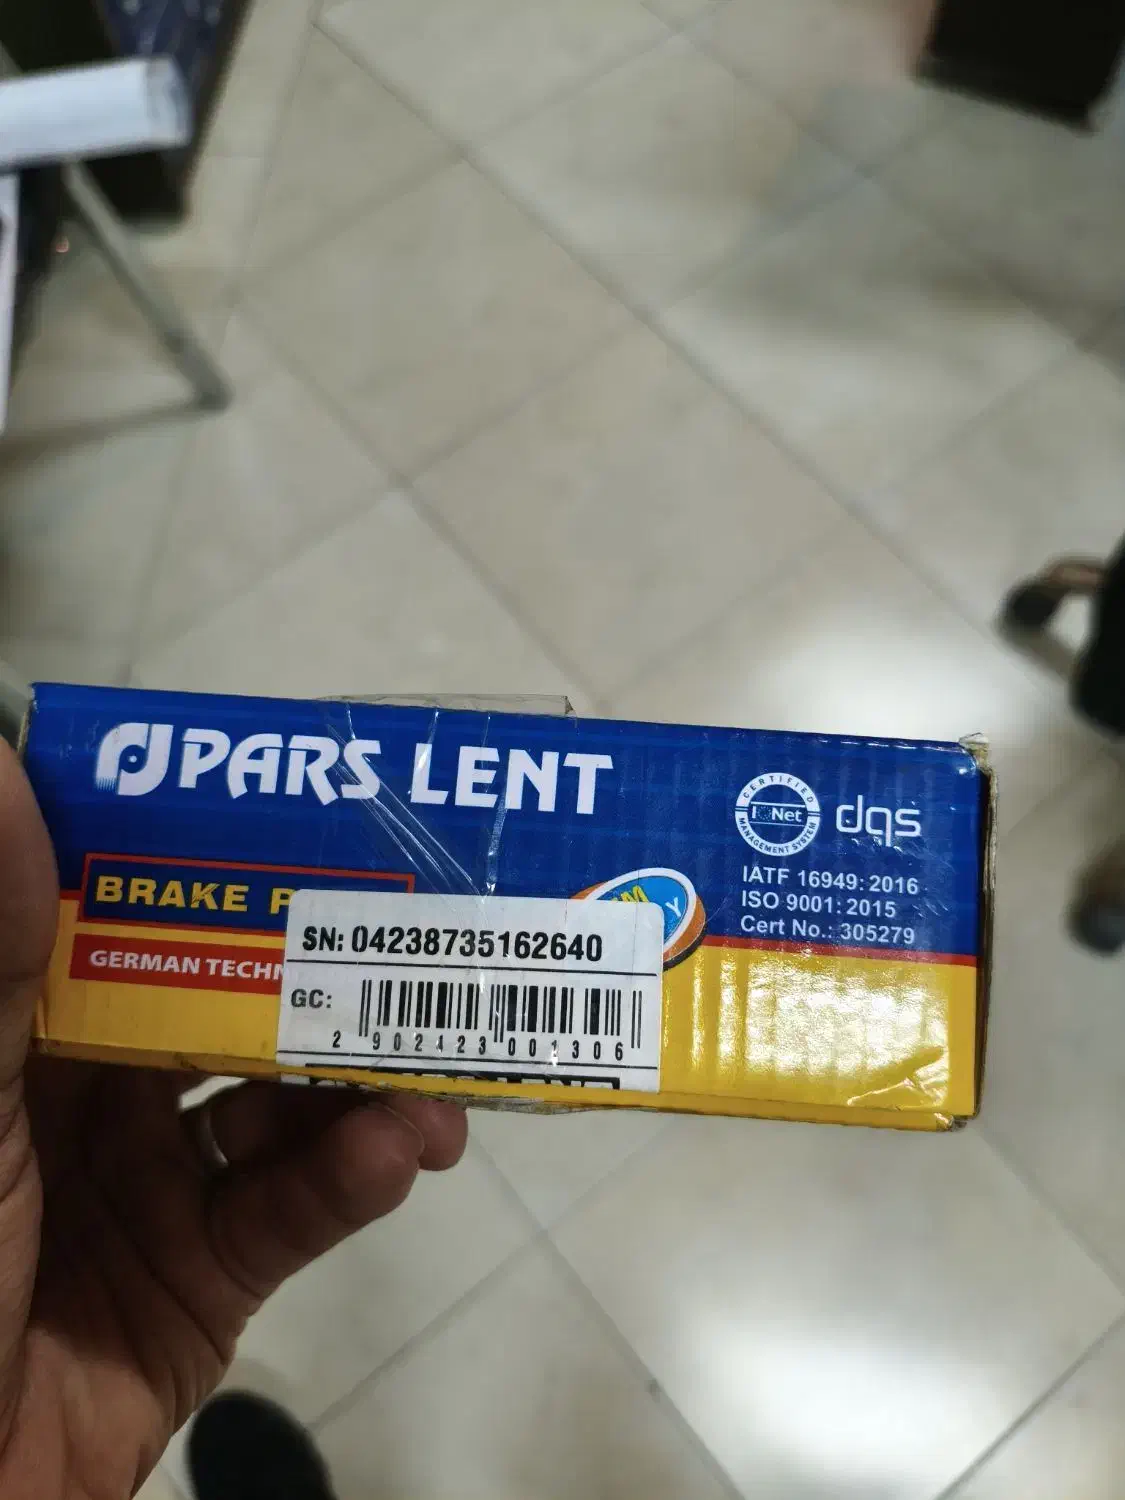 PARS LENT
BRAKE
GERMAN
CERTIFIED
IQNet
MANAGEMENT SYSTEM
dqs
IATF 16949:2016
ISO 9001:2015
Cert No.: 305279
SN: 04238735162640
GC:
2 902423 001306